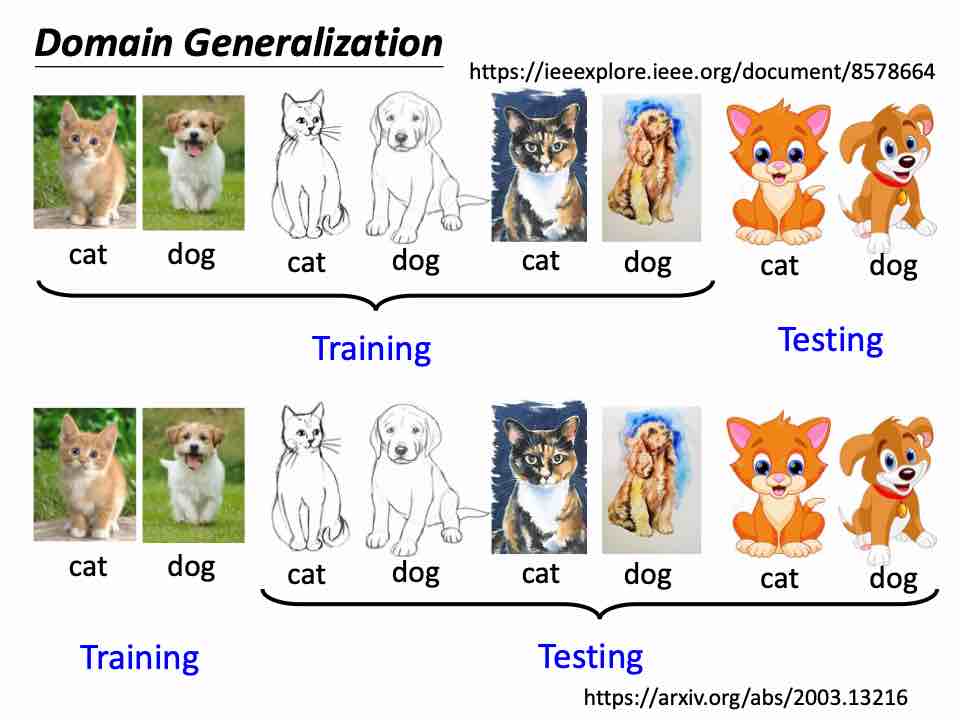 Domain Generalization
https://ieeexplore.ieee.org/document/8578664
cat dog cat dog cat dog cat dog
Training Testing
cat dog cat dog cat dog cat dog
Training Testing
https://arxiv.org/abs/2003.13216